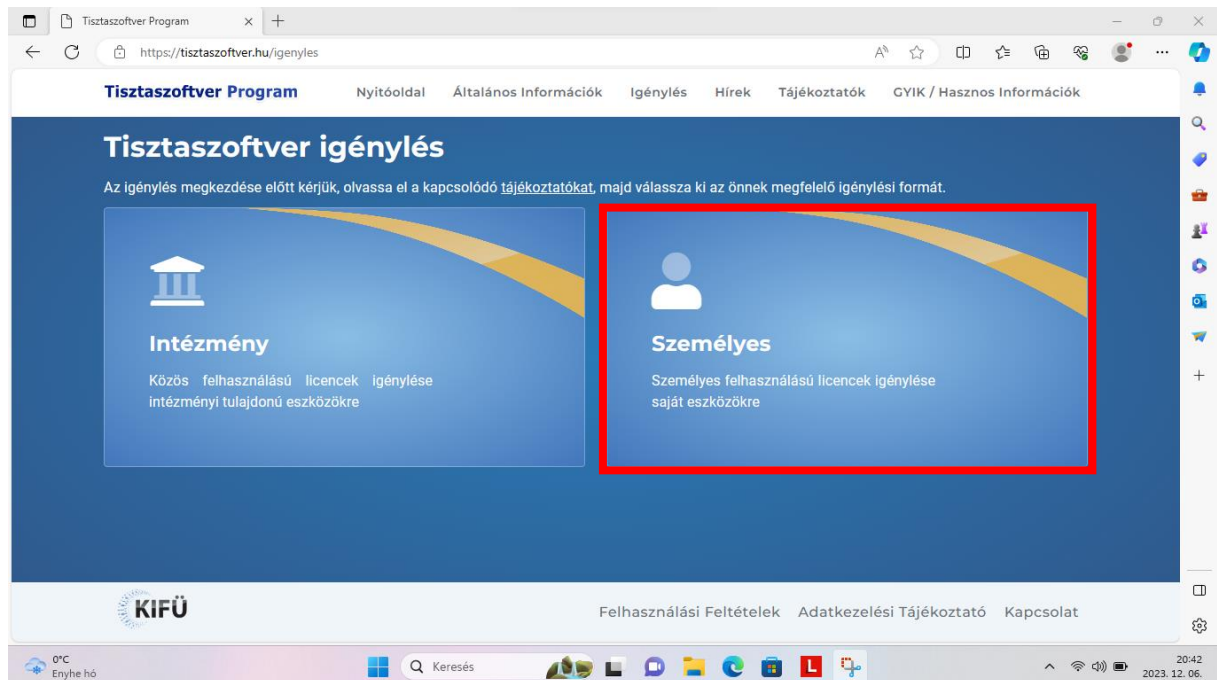 Tisztaszoftver Program
https://tisztaszoftver.hu/igenyles
Tisztaszoftver Program Nyitóoldal Általános Információk Igénylés Hírek Tájékoztatók GYIK / Hasznos Információk
Tisztaszoftver igénylés
Az igénylés megkezdése előtt kérjük, olvassa el a kapcsolódó tájékoztatókat, majd válassza ki az önnek megfelelő igénylési formát.
Intézmény
Közös felhasználású licencek igénylése
intézményi tulajdonú eszközökre
Személyes
Személyes felhasználású licencek igénylése
saját eszközökre
KIFÜ
Felhasználási Feltételek Adatkezelési Tájékoztató Kapcsolat
0°C
Enyhe hó
Keresés
L
20:42
2023. 12. 06.